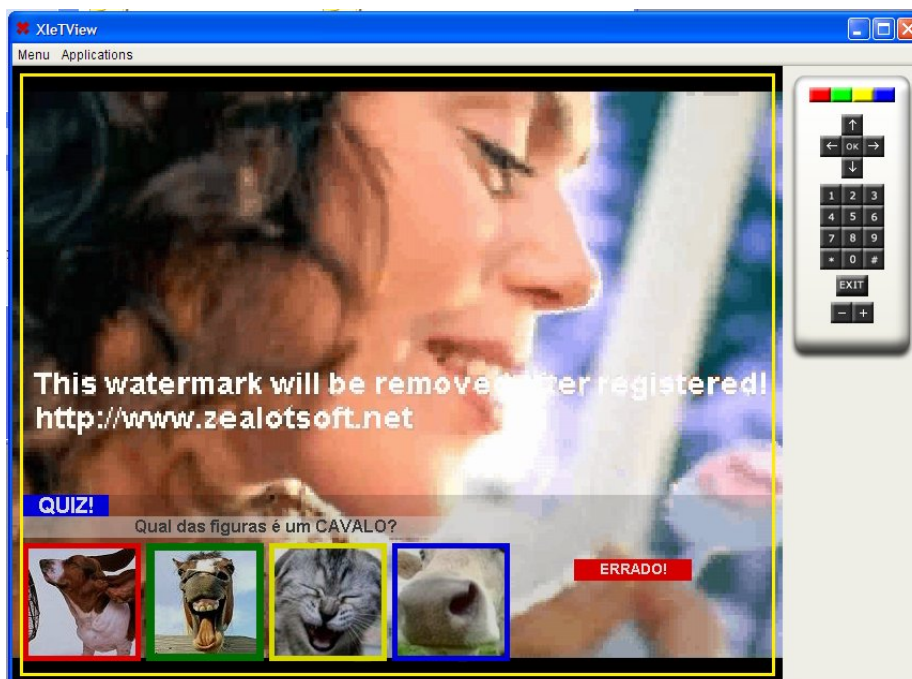 XleTView
Menu Applications
↑
← OK →
↓
1 2 3
4 5 6
7 8 9
* 0 #
EXIT
- +
This watermark will be removed after registered!
http://www.zealotsoft.net
QUIZ!
Qual das figuras é um CAVALO?
ERRADO!